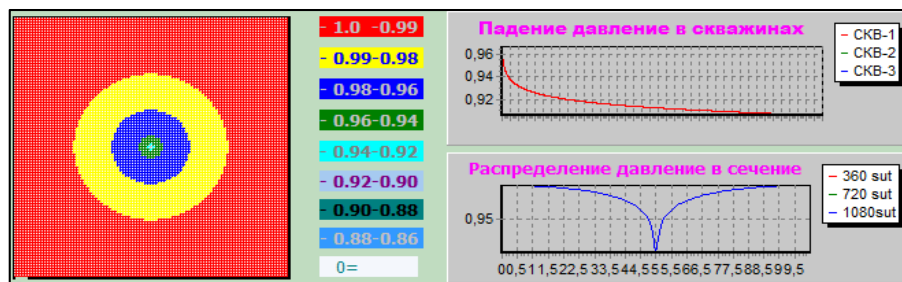 - 1.0 -0.99
- 0.99-0.98
- 0.98-0.96
- 0.96-0.94
- 0.94-0.92
- 0.92-0.90
- 0.90-0.88
- 0.88-0.86
0=
Падение давление в скважинах
0,96
0,94
0,92
СКВ-1
СКВ-2
СКВ-3
Распределение давление в сечение
0,95
00,511,522,533,544,555,566,577,588,599,5
360 sut
720 sut
1080sut